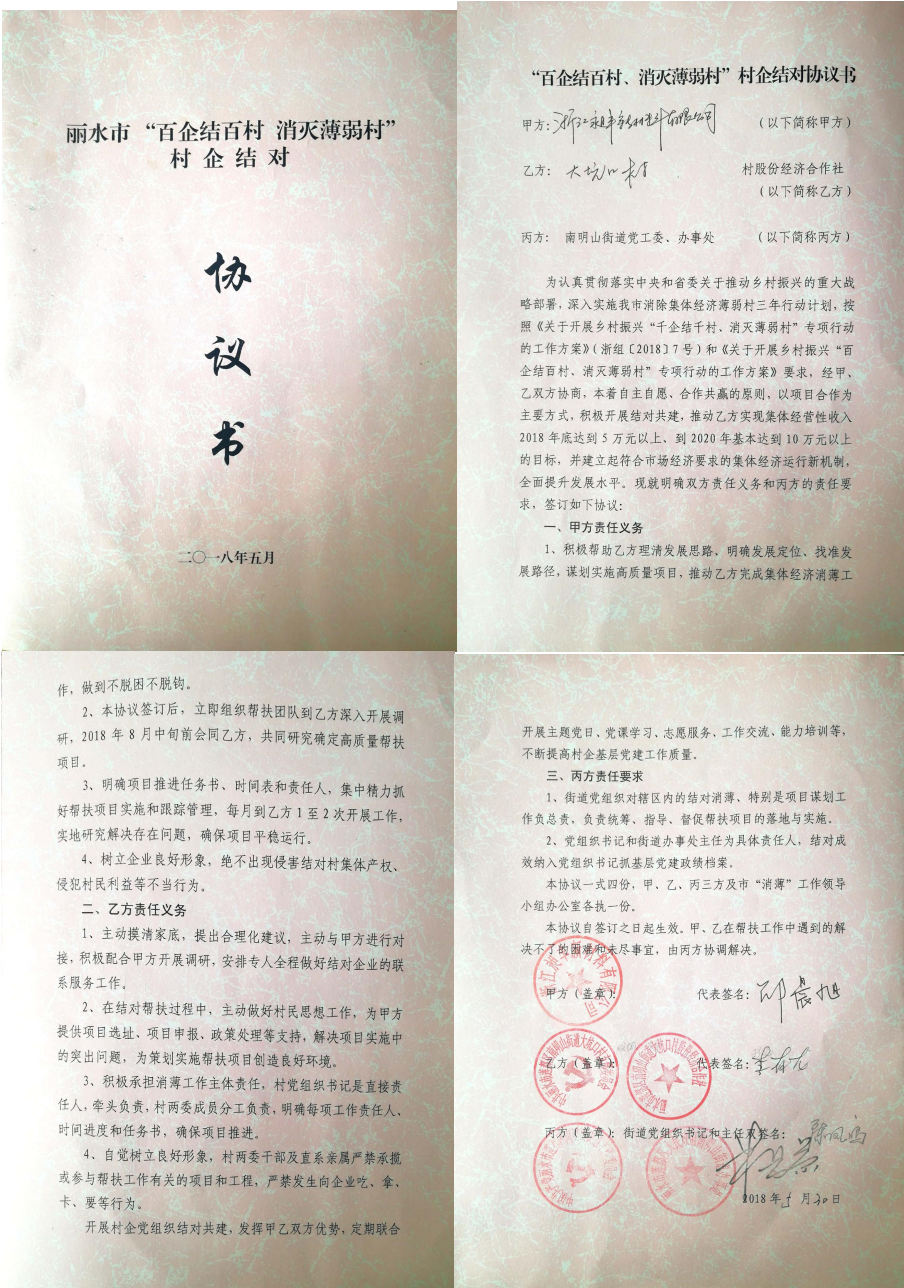 丽水市 “百企结百村 消灭薄弱村”
村企结对
协
议
书
二〇一八年五月
“百企结百村、消灭薄弱村”村企结对协议书
甲方：浙江 有限公司 （以下简称甲方）
乙方： 大坑口村 村股份经济合作社
（以下简称乙方）
丙方： 南明山街道党工委、办事处 （以下简称丙方）
为认真贯彻落实中央和省委关于推动乡村振兴的重大战
略部署，深入实施我市消除集体经济薄弱村三年行动计划，按
照《关于开展乡村振兴“千企结千村、消灭薄弱村”专项行动
的工作方案》（浙组〔2018〕7号）和《关于开展乡村振兴“百
企结百村、消灭薄弱村”专项行动的工作方案》要求，经甲、
乙双方协商，本着自主自愿、合作共赢的原则，以项目合作为
主要方式，积极开展结对共建，推动乙方实现集体经营性收入
2018年底达到5万元以上、到2020年基本达到10万元以上
的目标，并建立起符合市场经济要求的集体经济运行新机制，
全面提升发展水平。现就明确双方责任义务和丙方的责任要
求，签订如下协议：
一、甲方责任义务
1、积极帮助乙方理清发展思路、明确发展定位、找准发
展路径，谋划实施高质量项目，推动乙方完成集体经济消薄工
作，做到不脱困不脱钩。
2、本协议签订后，立即组织帮扶团队到乙方深入开展调
研，2018年8月中旬前会同乙方，共同研究确定高质量帮扶
项目。
3、明确项目推进任务书、时间表和责任人，集中精力抓
好帮扶项目实施和跟踪管理，每月到乙方1至2次开展工作，
实地研究解决存在问题，确保项目平稳运行。
4、树立企业良好形象，绝不出现侵害结对村集体产权、
侵犯村民利益等不当行为。
二、乙方责任义务
1、主动摸清家底，提出合理化建议，主动与甲方进行对
接，积极配合甲方开展调研，安排专人全程做好结对企业的联
系服务工作。
2、在结对帮扶过程中，主动做好村民思想工作，为甲方
提供项目选址、项目申报、政策处理等支持，解决项目实施中
的突出问题，为策划实施帮扶项目创造良好环境。
3、积极承担消薄工作主体责任，村党组织书记是直接责
任人，牵头负责，村两委成员分工负责，明确每项工作责任人、
时间进度和任务书，确保项目推进。
4、自觉树立良好形象，村两委干部及直系亲属严禁承揽
或参与帮扶工作有关的项目和工程，严禁发生向企业吃、拿、
卡、要等行为。
开展村企党组织结对共建，发挥甲乙双方优势，定期联合
开展主题党日、党课学习、志愿服务、工作交流、能力培训等，
不断提高村企基层党建工作质量。
三、丙方责任要求
1、街道党组织对辖区内的结对消薄、特别是项目谋划工
作负总责、负责统筹、指导、督促帮扶项目的落地与实施。
2、党组织书记和街道办事处主任为具体责任人，结对成
效纳入党组织书记抓基层党建政绩档案。
本协议一式四份，甲、乙、丙三方及市“消薄”工作领导
小组办公室各执一份。
本协议自签订之日起生效。甲、乙在帮扶工作中遇到的解
决不了的困难和未尽事宜，由丙方协调解决。
甲方（盖章）： 代表签名：
乙方（盖章）： 代表签名：
丙方（盖章）：街道党组织书记和主任双签名：
2018年5月30日